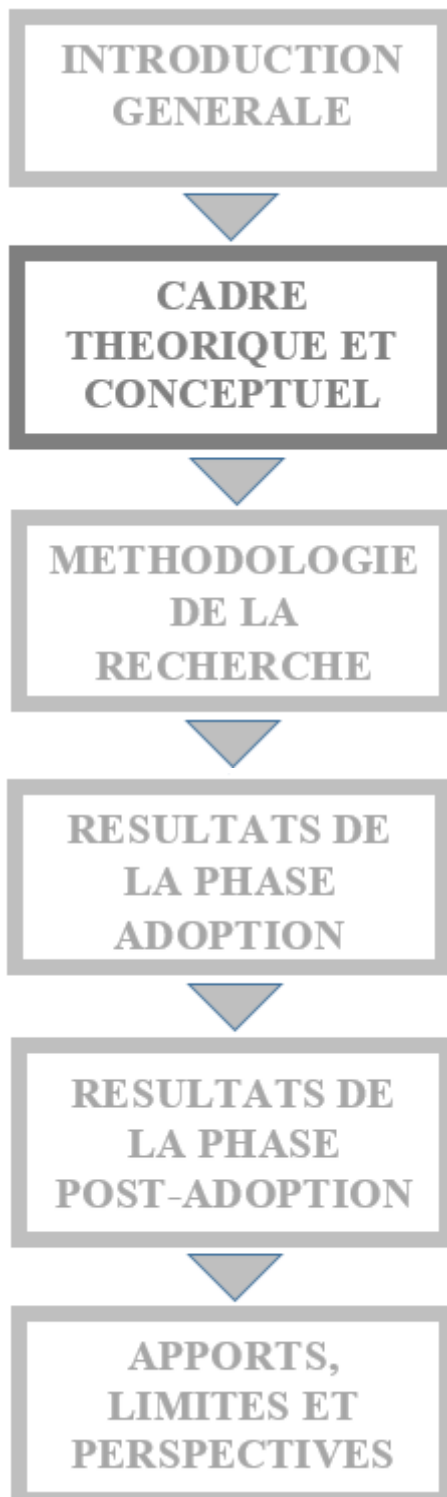 INTRODUCTION
GENERALE
CADRE
THEORIQUE ET
CONCEPTUEL
METHODOLOGIE
DE LA
RECHERCHE
RESULTATS DE
LA PHASE
ADOPTION
RESULTATS DE
LA PHASE
POST-ADOPTION
APPORTS,
LIMITES ET
PERSPECTIVES